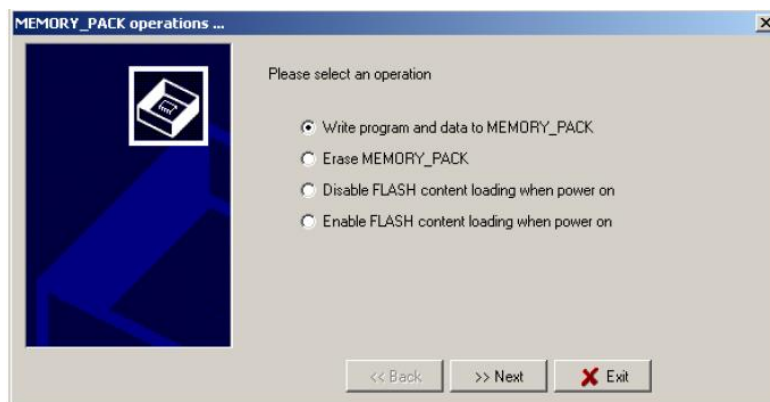 MEMORY_PACK operations ...
Please select an operation
Write program and data to MEMORY_PACK
Erase MEMORY_PACK
Disable FLASH content loading when power on
Enable FLASH content loading when power on
<< Back >> Next Exit